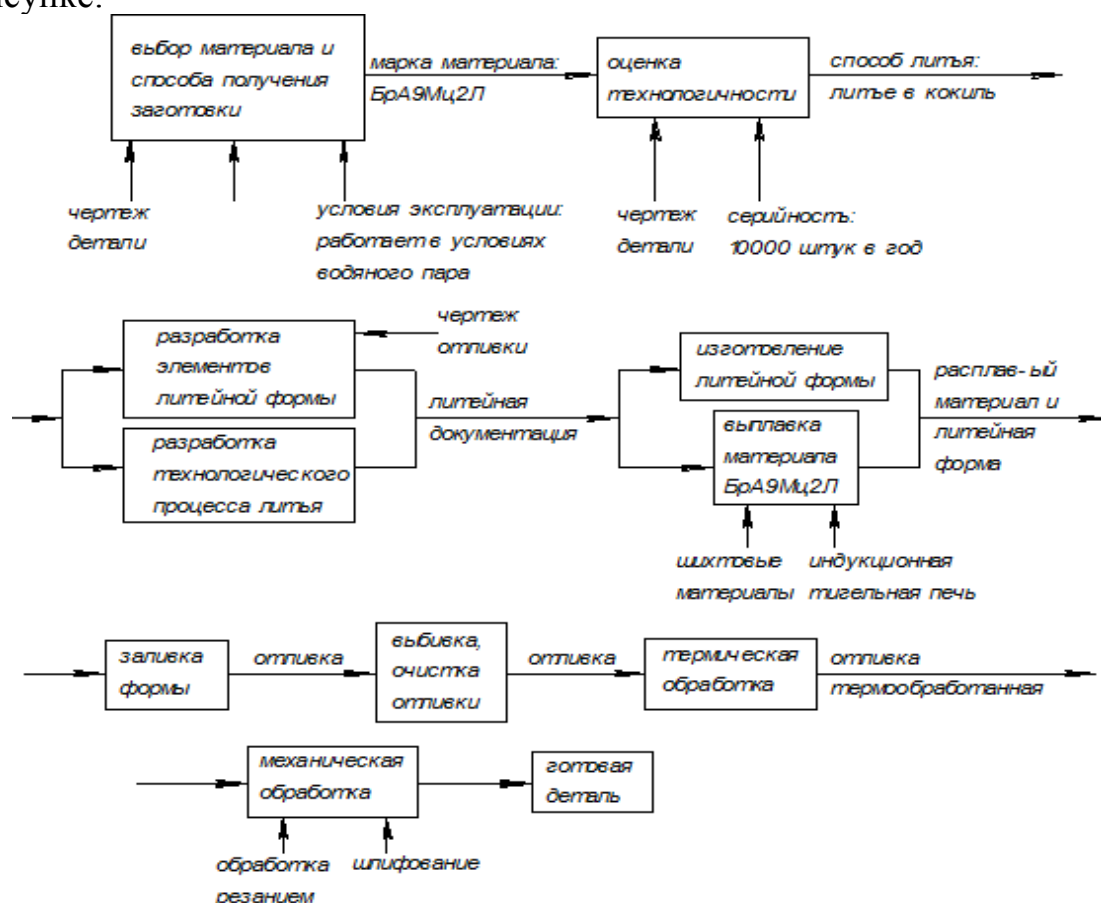 выбор материала и
способа получения
заготовки
марка материала:
БрА9Мц2Л
оценка
технологичности
способ литья:
литье в кокиль
чертеж
детали
условия эксплуатации:
работает в условиях
водяного пара
чертеж
детали
серийность:
10000 штук в год
разработка
элементов
литейной формы
чертеж
отливки
разработка
технологического
процесса литья
литейная
документация
изготовление
литейной формы
выплавка
материала
БрА9Мц2Л
расплав-ый
материал и
литейная
форма
шихтовые
материалы
индукционная
тигельная печь
заливка
формы
отливка
выбивка,
очистка
отливки
отливка
термическая
обработка
отливка
термообработанная
механическая
обработка
готовая
деталь
обработка
резанием
шлифование